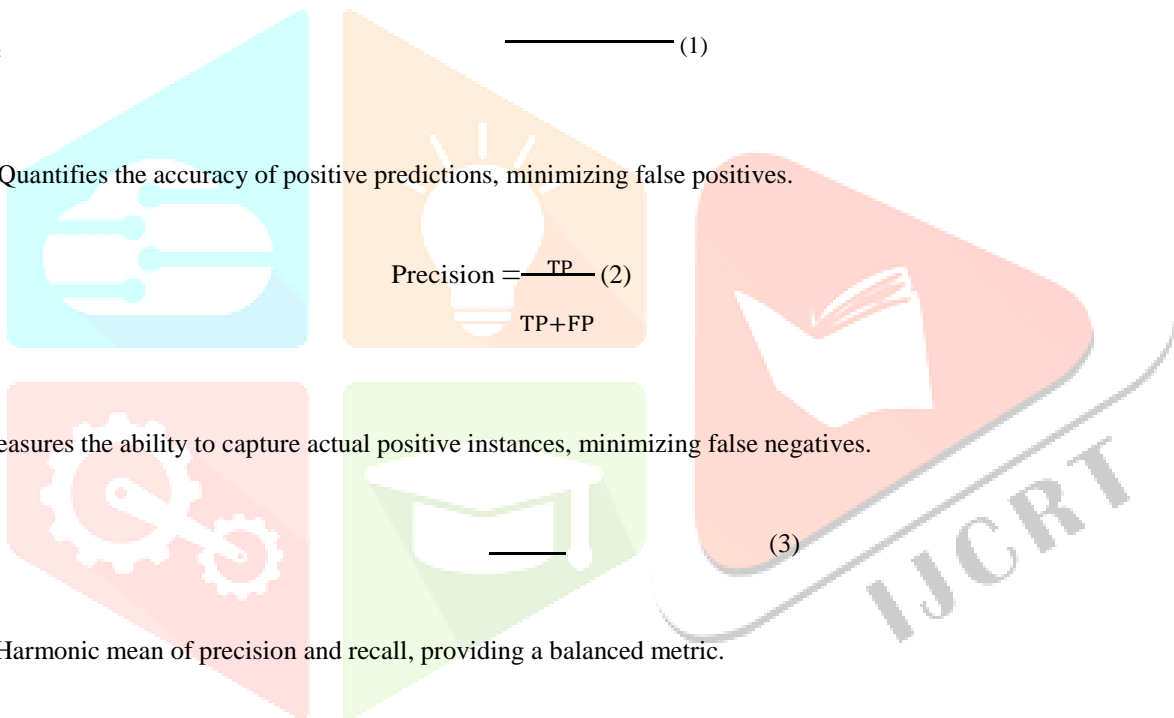 (1)
Quantifies the accuracy of positive predictions, minimizing false positives.
TP
Precision = (2)
TP+FP
easures the ability to capture actual positive instances, minimizing false negatives.
(3)
IJCRT
Harmonic mean of precision and recall, providing a balanced metric.